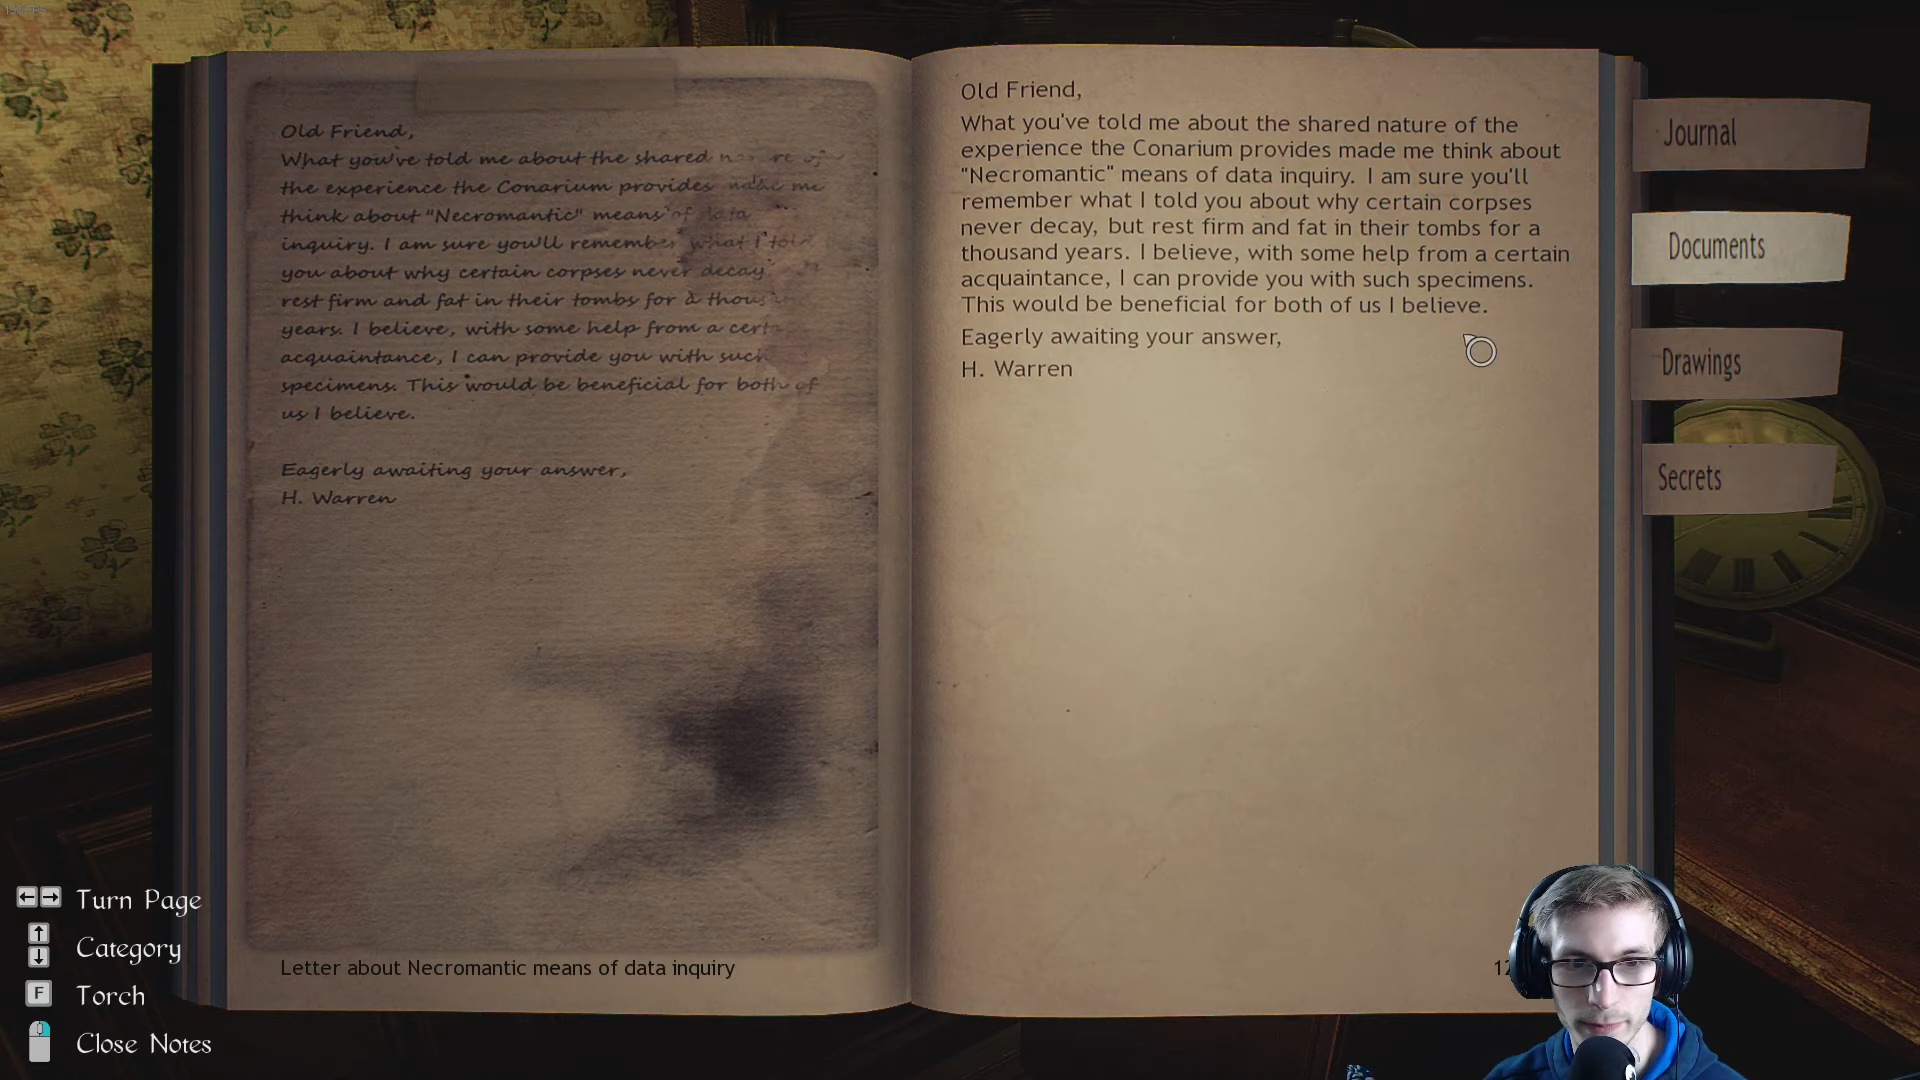 Old Friend,
What you've told me about the shared
the experience the Conarium provides made me
think about "Necromantic" means of data
inquiry. I am sure you'll remember what I told
you about why certain corpses never decay
rest firm and fat in their tombs for a
years. I believe, with some help from a
acquaintance, I can provide you with such
specimens. This would be beneficial for both of
us I believe.
Eagerly awaiting your answer,
H. Warren
Letter about Necromantic means of data inquiry
Old Friend,
What you've told me about the shared nature of the
experience the Conarium provides made me think about
"Necromantic" means of data inquiry. I am sure you'll
remember what I told you about why certain corpses
never decay, but rest firm and fat in their tombs for a
thousand years. I believe, with some help from a certain
acquaintance, I can provide you with such specimens.
This would be beneficial for both of us I believe.
Eagerly awaiting your answer,
H. Warren
Journal
Documents
Drawings
Secrets
Turn Page
Category
F Torch
Close Notes